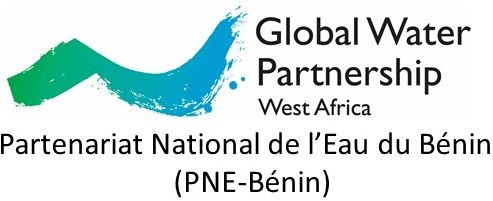 Global Water
Partnership
West Africa
Partenariat National de l’Eau du Bénin
(PNE-Bénin)